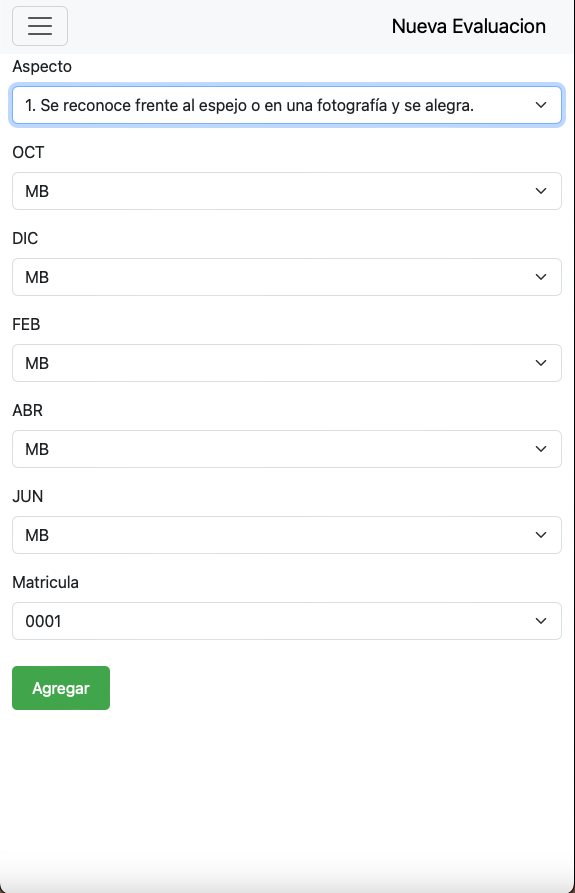 Nueva Evaluacion
Aspecto
1. Se reconoce frente al espejo o en una fotografía y se alegra.
OCT
MB
DIC
MB
FEB
MB
ABR
MB
JUN
MB
Matricula
0001
Agregar